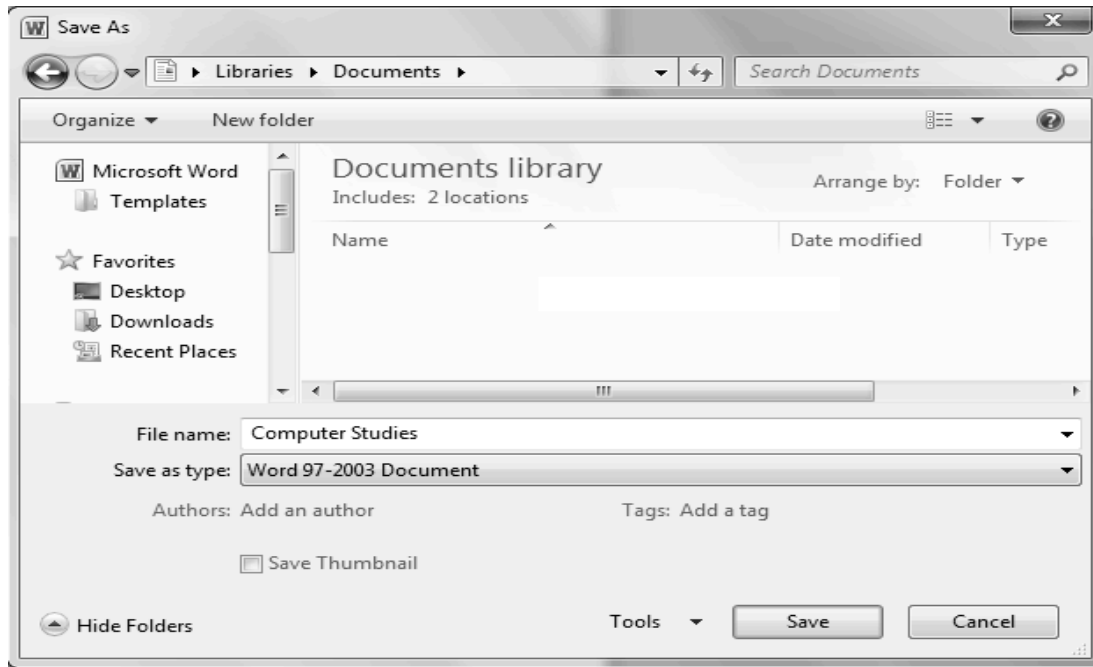 Save As
Libraries Documents Search Documents
Organize New folder
Microsoft Word
Templates
Favorites
Desktop
Downloads
Recent Places
Documents library
Includes: 2 locations
Arrange by: Folder
Name Date modified Type
File name: Computer Studies
Save as type: Word 97-2003 Document
Authors: Add an author Tags: Add a tag
Save Thumbnail
Hide Folders Tools Save Cancel